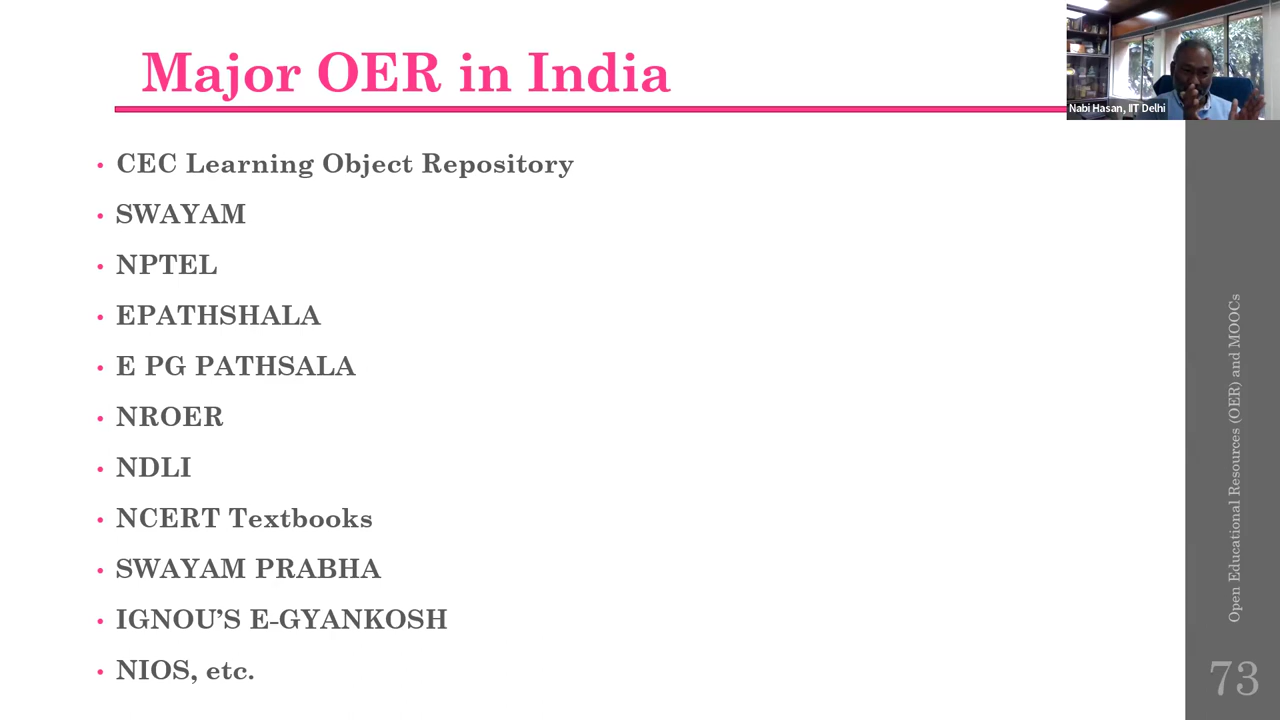 Major OER in India
Nabi Hasan, IIT Delhi
• CEC Learning Object Repository
• SWAYAM
• NPTEL
• EPATHSHALA
• E PG PATHSALA
• NROER
• NDLI
• NCERT Textbooks
• SWAYAM PRABHA
• IGNOU’S E-GYANKOSH
• NIOS, etc.
Open Educational Resources (OER) and MOOCs
73